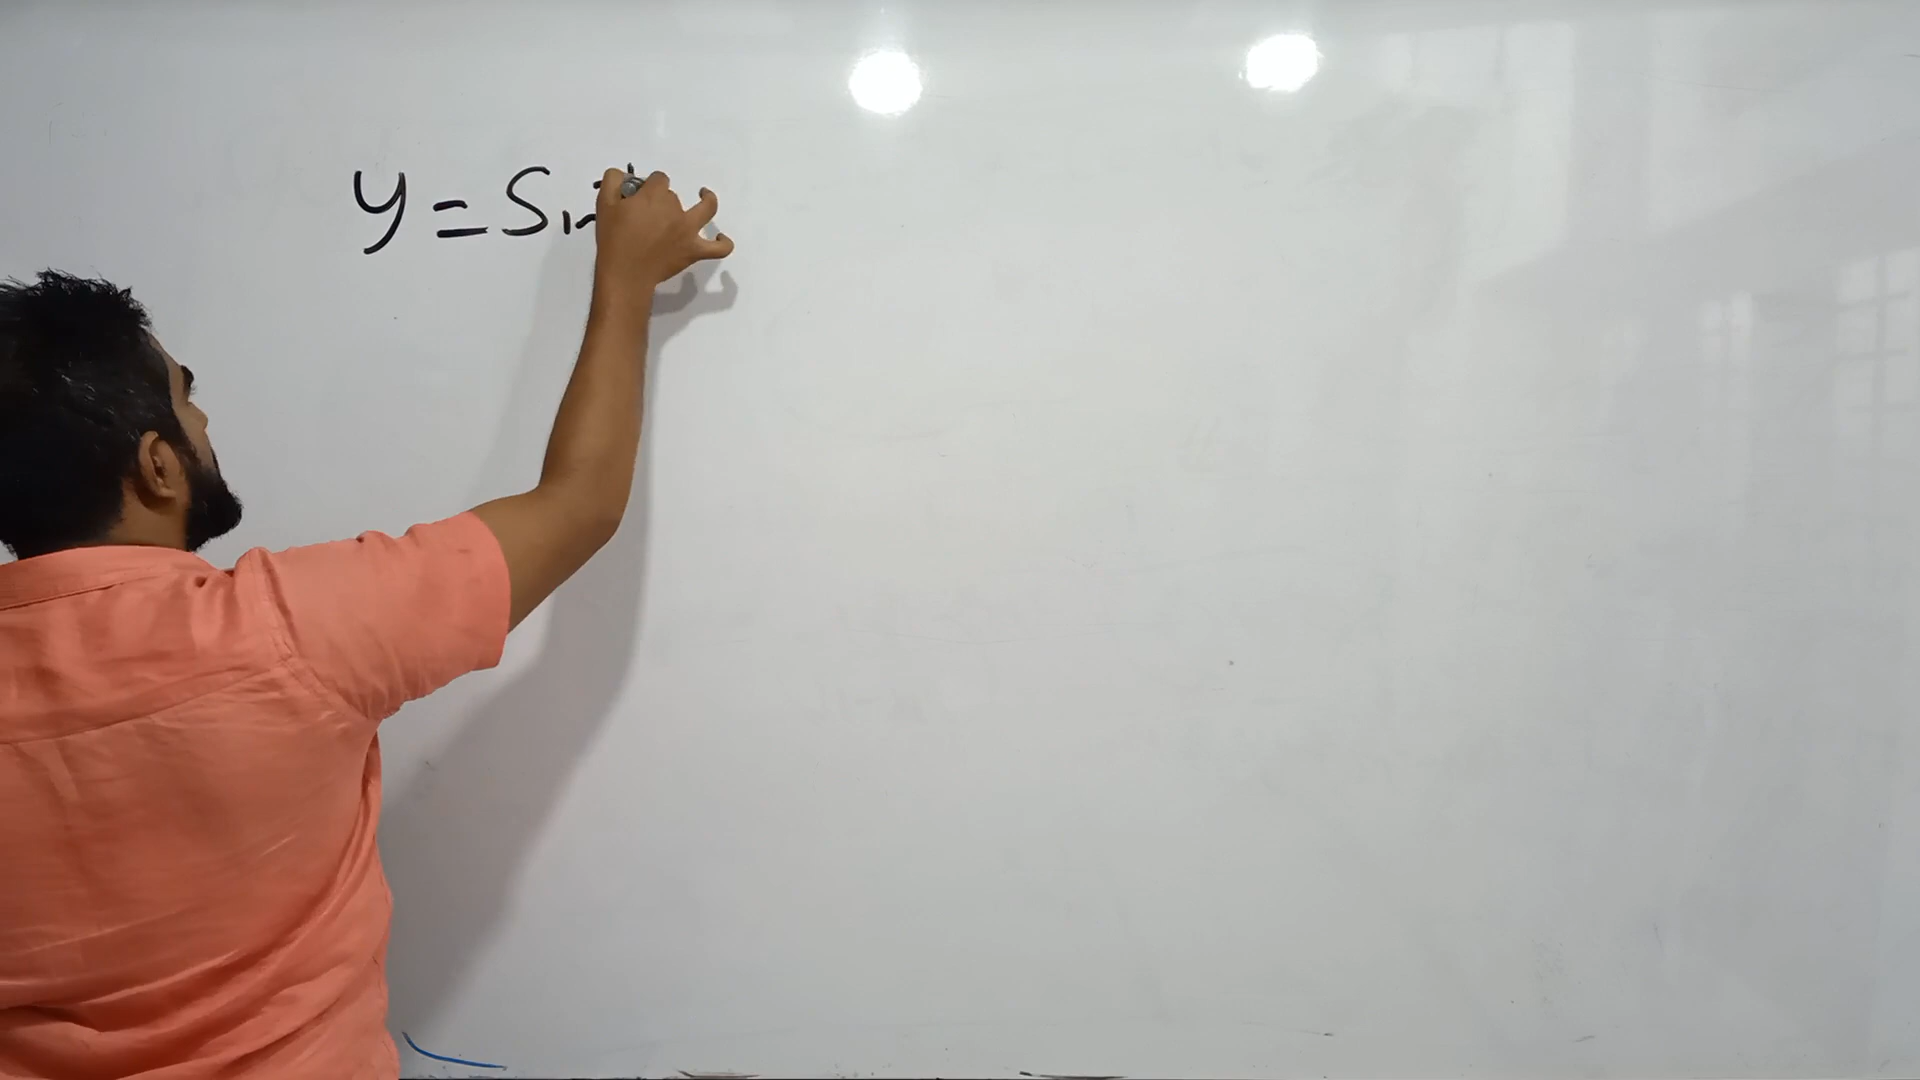 y = Sin